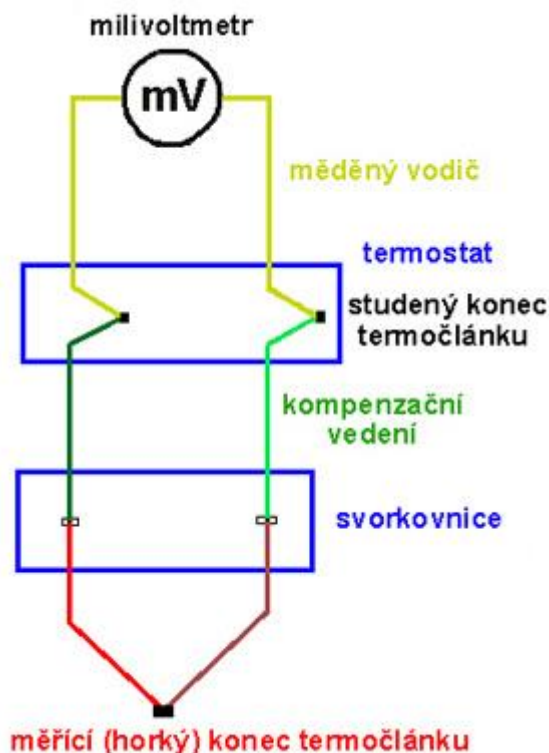 milivoltmetr
mV
měděný vodič
termostat
studený konec
termočlánku
kompenzační
vedení
svorkovnice
měřící (horký) konec termočlánku